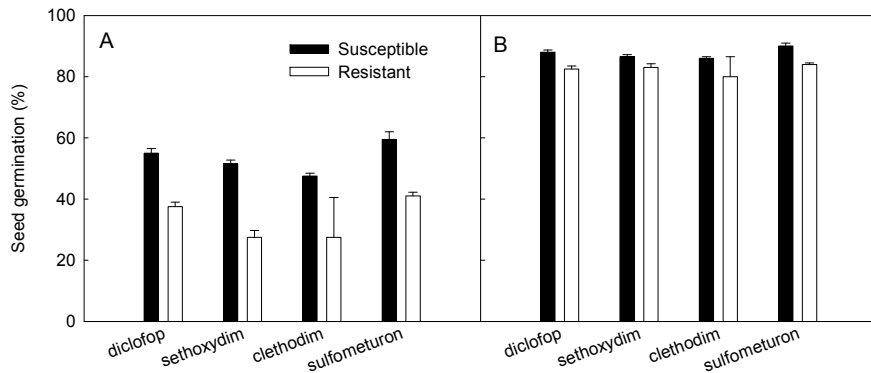 100
80
60
40
20
0
Seed germination (%)
A
Susceptible
Resistant
B
diclofop
sethoxydim
clethodim
sulfometuron
diclofop
sethoxydim
clethodim
sulfometuron